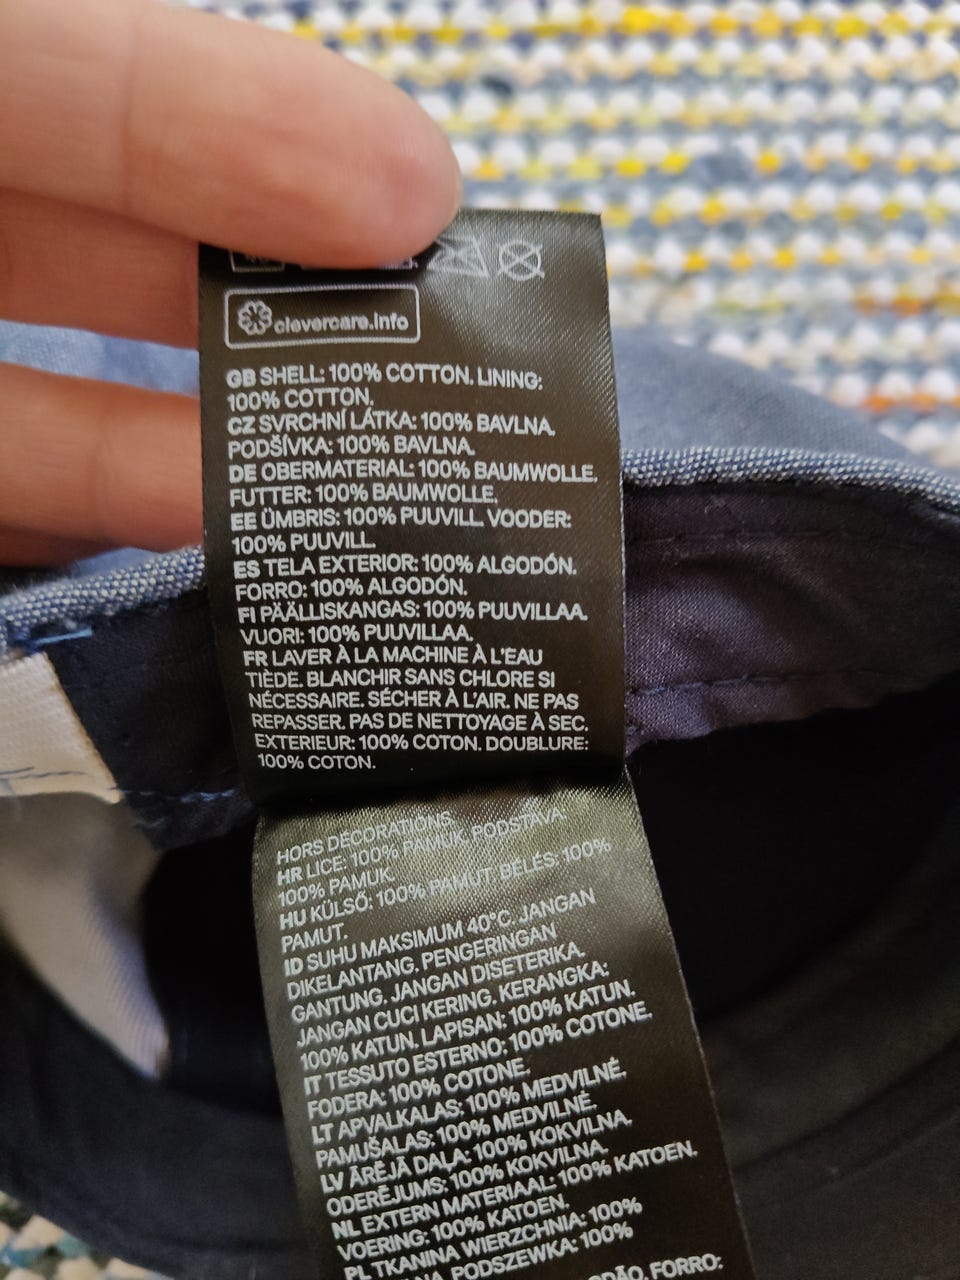 clevercare.info
GB SHELL: 100% COTTON. LINING:
100% COTTON.
CZ SVRCHNÍ LÁTKA: 100% BAVLNA.
PODŠÍVKA: 100% BAVLNA.
DE OBERMATERIAL: 100% BAUMWOLLE.
FUTTER: 100% BAUMWOLLE.
EE ÜMBRIS: 100% PUUVILL. VOODER:
100% PUUVILL.
ES TELA EXTERIOR: 100% ALGODÓN.
FORRO: 100% ALGODÓN.
FI PÄÄLLISKANGAS: 100% PUUVILLAA.
VUORI: 100% PUUVILLAA.
FR LAVER À LA MACHINE À L'EAU
TIÈDE. BLANCHIR SANS CHLORE SI
NÉCESSAIRE. SÉCHER À L'AIR. NE PAS
REPASSER. PAS DE NETTOYAGE À SEC.
EXTERIEUR: 100% COTON. DOUBLURE:
100% COTON.
HORS DÉCORATIONS.
HR LICE: 100% PAMUK. PODSTAVA:
100% PAMUK.
HU KÜLSŐ: 100% PAMUT. BÉLÉS: 100%
PAMUT.
ID SUHU MAKSIMUM 40°C. JANGAN
DIKELANTANG. PENGERINGAN
GANTUNG. JANGAN DISETERIKA.
JANGAN CUCI KERING. KERANGKA:
100% KATUN. LAPISAN: 100% KATUN.
IT TESSUTO ESTERNO: 100% COTONE.
FODERA: 100% COTONE.
LT APVALKALAS: 100% MEDVILNĖ.
PAMUŠALAS: 100% MEDVILNĖ.
LV ĀRĒJĀ DAĻA: 100% KOKVILNA.
ODERĒJUMS: 100% KOKVILNA.
NL EXTERN MATERIAAL: 100% KATOEN.
VOERING: 100% KATOEN.
PL TKANINA WIERZCHNIA: 100%
PODSZEWKA: 100%
FORRO: